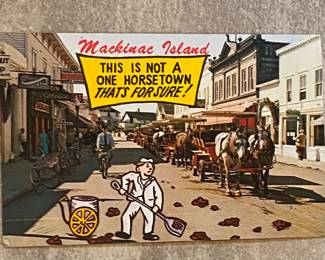 Mackinac Island
THIS IS NOT A
ONE HORSETOWN,
THATS FOR SURE!